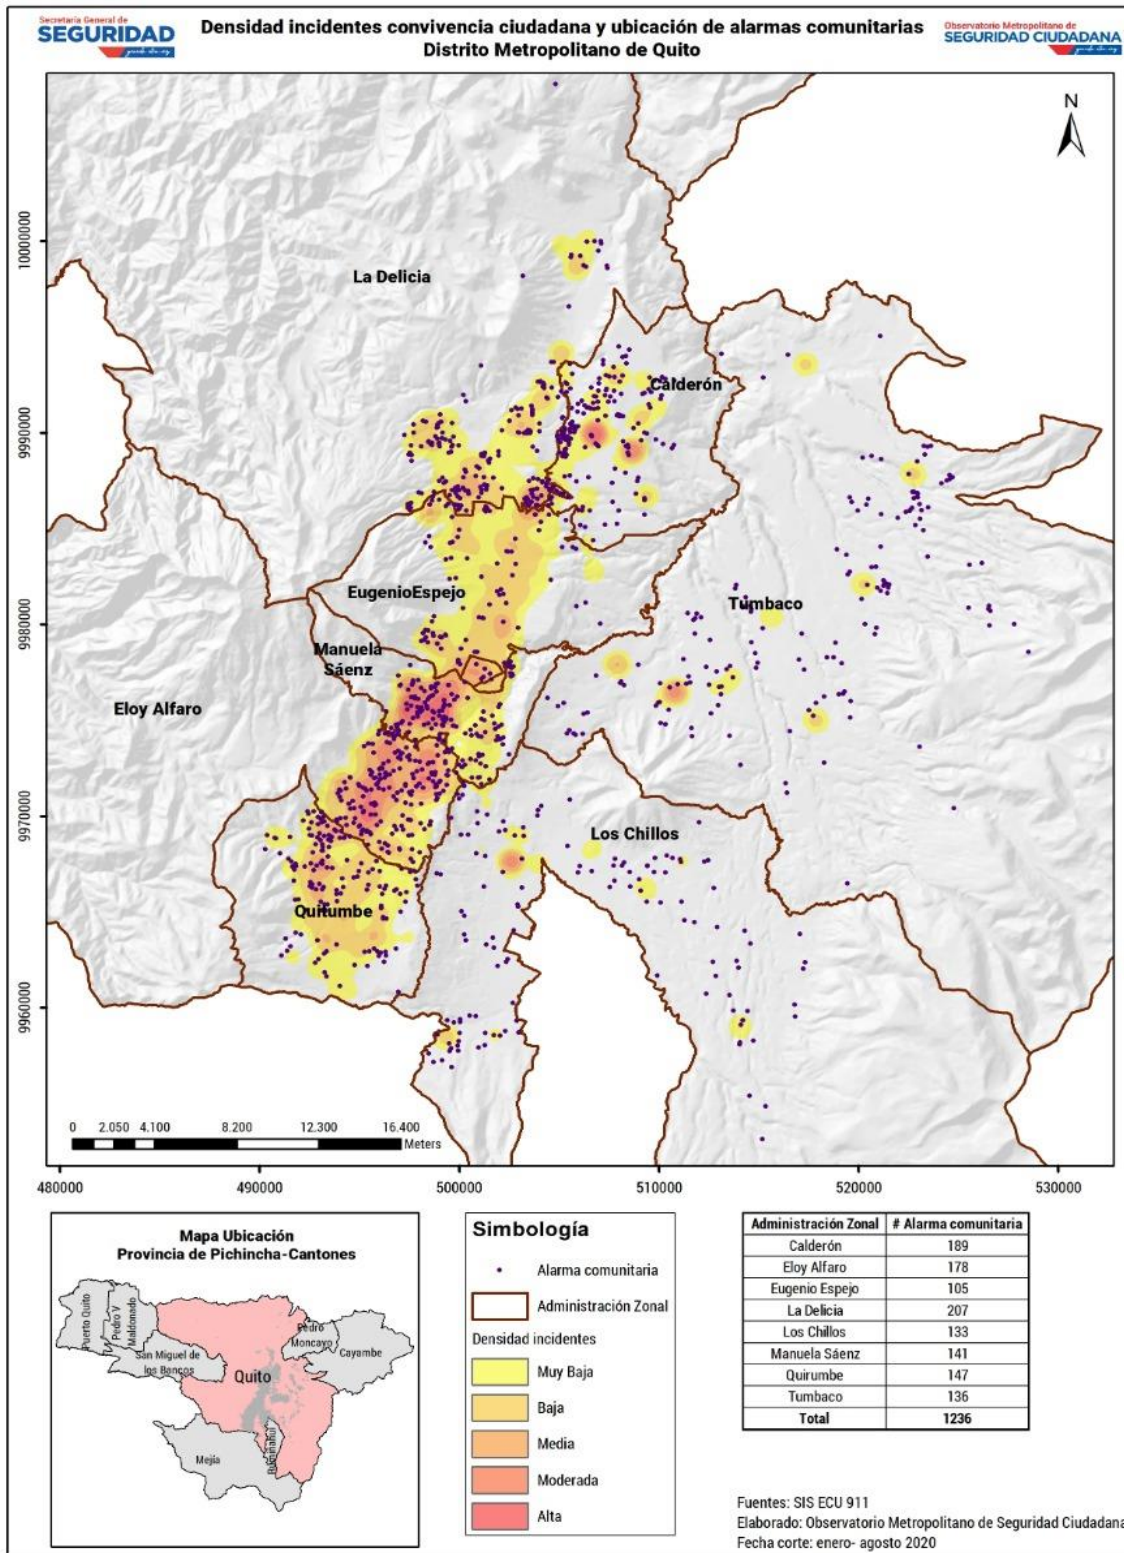 Secretaría General de
SEGURIDAD
Densidad incidentes convivencia ciudadana y ubicación de alarmas comunitarias
Distrito Metropolitano de Quito
Observatorio Metropolitano de
SEGURIDAD CIUDADANA
N
10000000
9990000
9980000
9970000
9960000
La Delicia
Calderón
EugenioEspejo
Tumbaco
Manuela
Sáenz
Eloy Alfaro
Los Chillos
Quitumbe
0 2.050 4.100 8.200 12.300 16.400
Meters
480000 490000 500000 510000 520000 530000
Mapa Ubicación
Provincia de Pichincha-Cantones
Puerto Quito
Pedro V
Maldonado
San Miguel de
los Bancos
Quito
Pedro
Moncayo
Cayambe
Mejía
Rumiñahui
Simbología
Alarma comunitaria
Administración Zonal
Densidad incidentes
Muy Baja
Baja
Media
Moderada
Alta
Administración Zonal # Alarma comunitaria
Calderón 189
Eloy Alfaro 178
Eugenio Espejo 105
La Delicia 207
Los Chillos 133
Manuela Sáenz 141
Quirumbe 147
Tumbaco 136
Total 1236
Fuentes: SIS ECU 911
Elaborado: Observatorio Metropolitano de Seguridad Ciudadana
Fecha corte: enero- agosto 2020